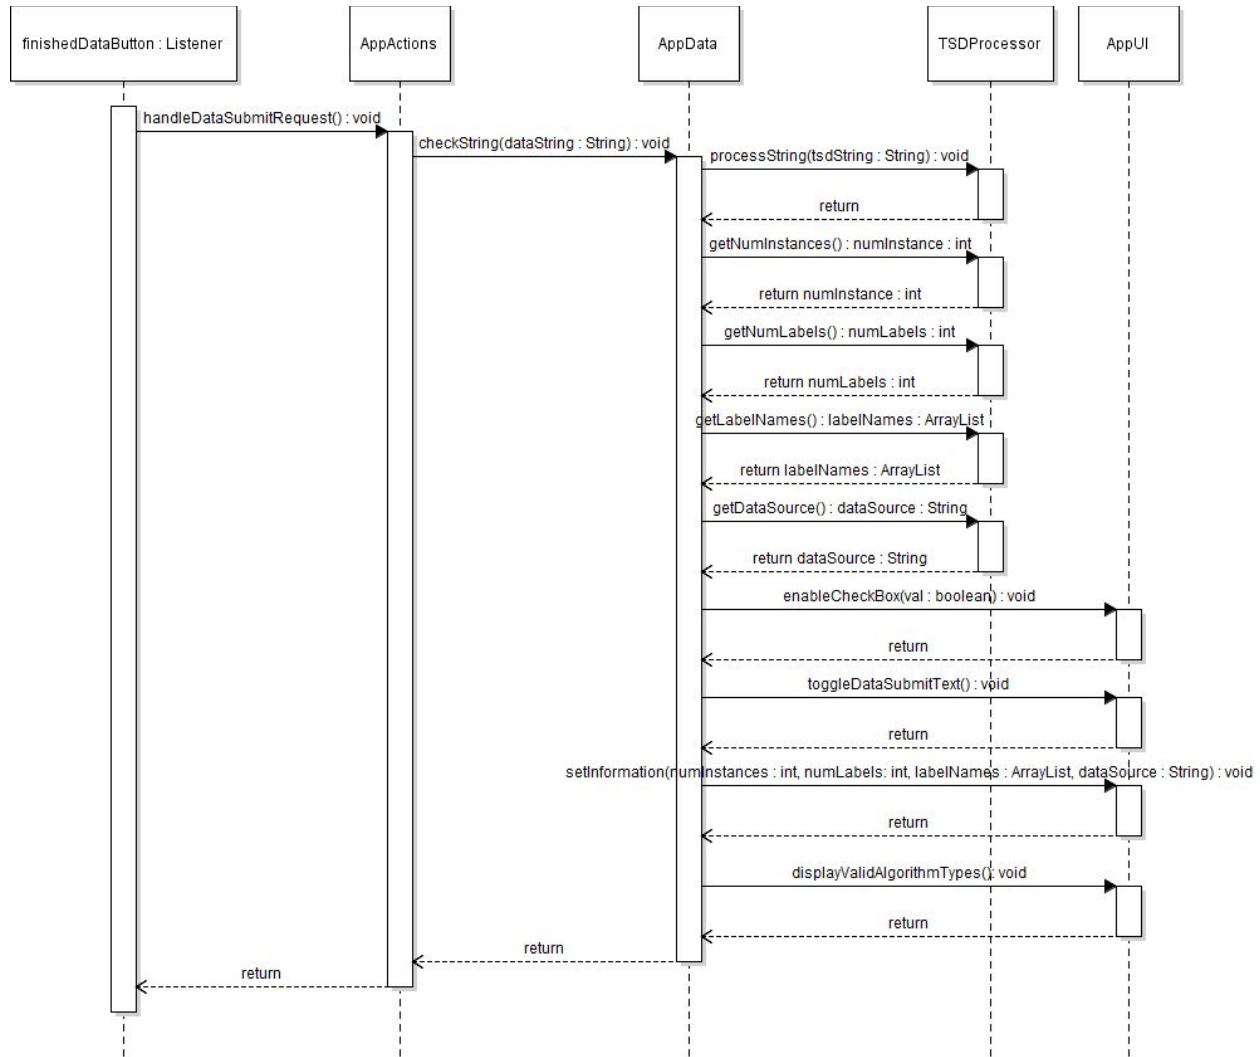 finishedDataButton : Listener
AppActions
AppData
TSDProcessor
AppUI
handleDataSubmitRequest() : void
checkString(dataString : String) : void
processString(tsdString : String) : void
return
getNumInstances() : numInstance : int
return numInstance : int
getNumLabels() : numLabels : int
return numLabels : int
getLabelNames() : labelNames : ArrayList
return labelNames : ArrayList
getDataSource() : dataSource : String
return dataSource : String
enableCheckBox(val : boolean) : void
return
toggleDataSubmitText() : void
return
setInformation(numInstances : int, numLabels: int, labelNames : ArrayList, dataSource : String) : void
return
displayValidAlgorithmTypes(): void
return
return
return